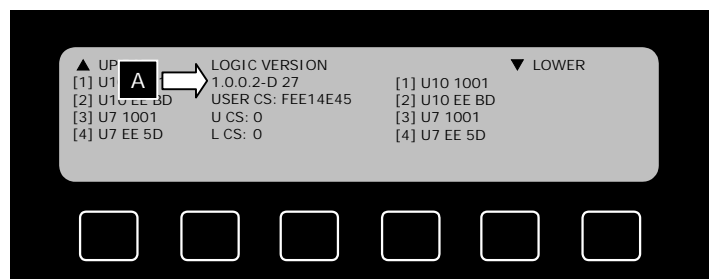 ▲ UP LOGIC VERSION ▼ LOWER
[1] U1 A 1.0.0.2-D 27 [1] U10 1001
[2] U10 EE BD USER CS: FEE14E45 [2] U10 EE BD
[3] U7 1001 U CS: 0 [3] U7 1001
[4] U7 EE 5D L CS: 0 [4] U7 EE 5D